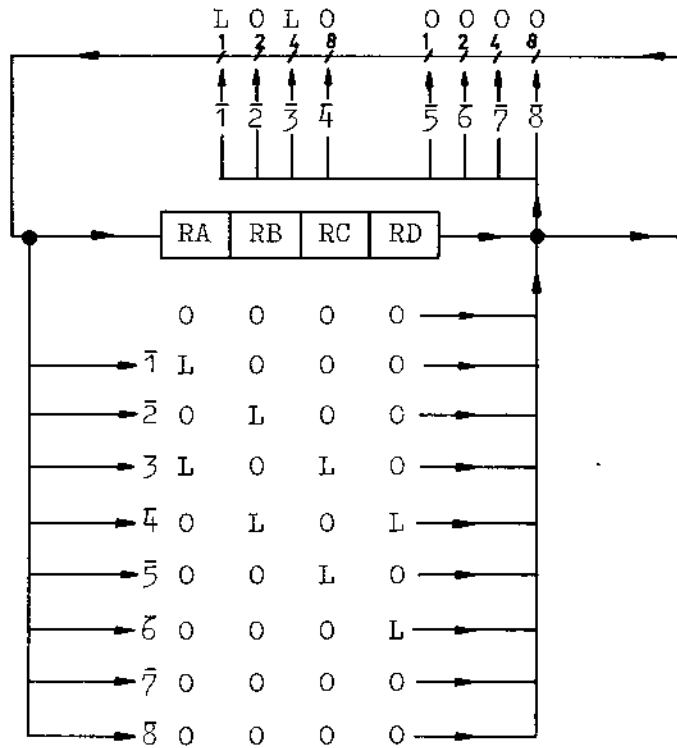 L O L O O O O O
1 2 4 8 1 2 4 8
1̄ 2̄ 3̄ 4̄ 5̄ 6̄ 7̄ 8̄
RA RB RC RD
O O O O
1̄ L O O O
2̄ O L O O
3̄ L O L O
4̄ O L O L
5̄ O O L O
6̄ O O O L
7̄ O O O O
8̄ O O O O